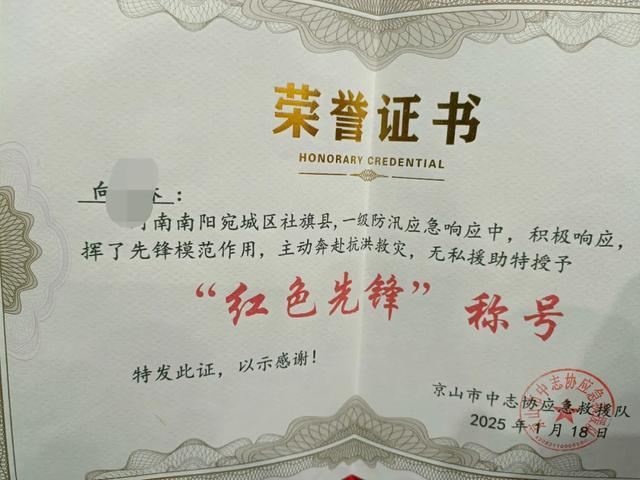 荣誉证书
HONORARY CREDENTIAL
向 :
河南南阳宛城区社旗县,一级防汛应急响应中，积极响应,
挥了先锋模范作用，主动奔赴抗洪救灾，无私援助特授予
“红色先锋” 称号
特发此证，以示感谢！
京山市中志协应急救援队
2025年1月18日